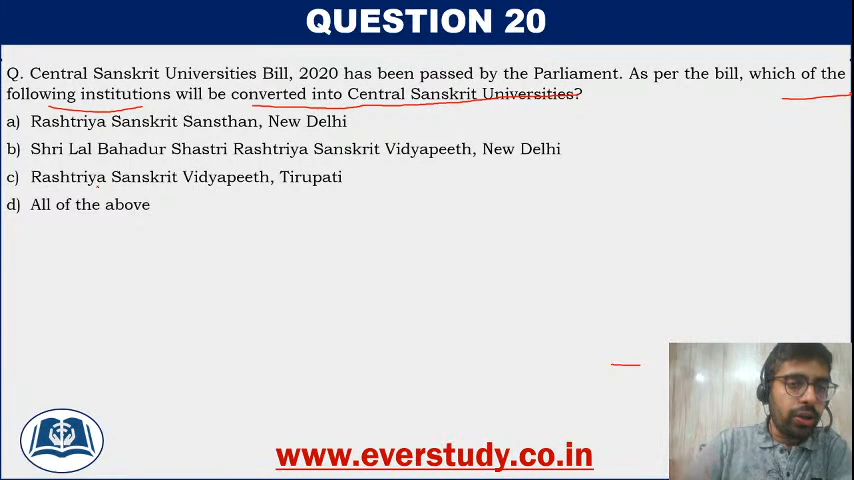 QUESTION 20
Q. Central Sanskrit Universities Bill, 2020 has been passed by the Parliament. As per the bill, which of the
following institutions will be converted into Central Sanskrit Universities?
a) Rashtriya Sanskrit Sansthan, New Delhi
b) Shri Lal Bahadur Shastri Rashtriya Sanskrit Vidyapeeth, New Delhi
c) Rashtriya Sanskrit Vidyapeeth, Tirupati
d) All of the above
www.everstudy.co.in